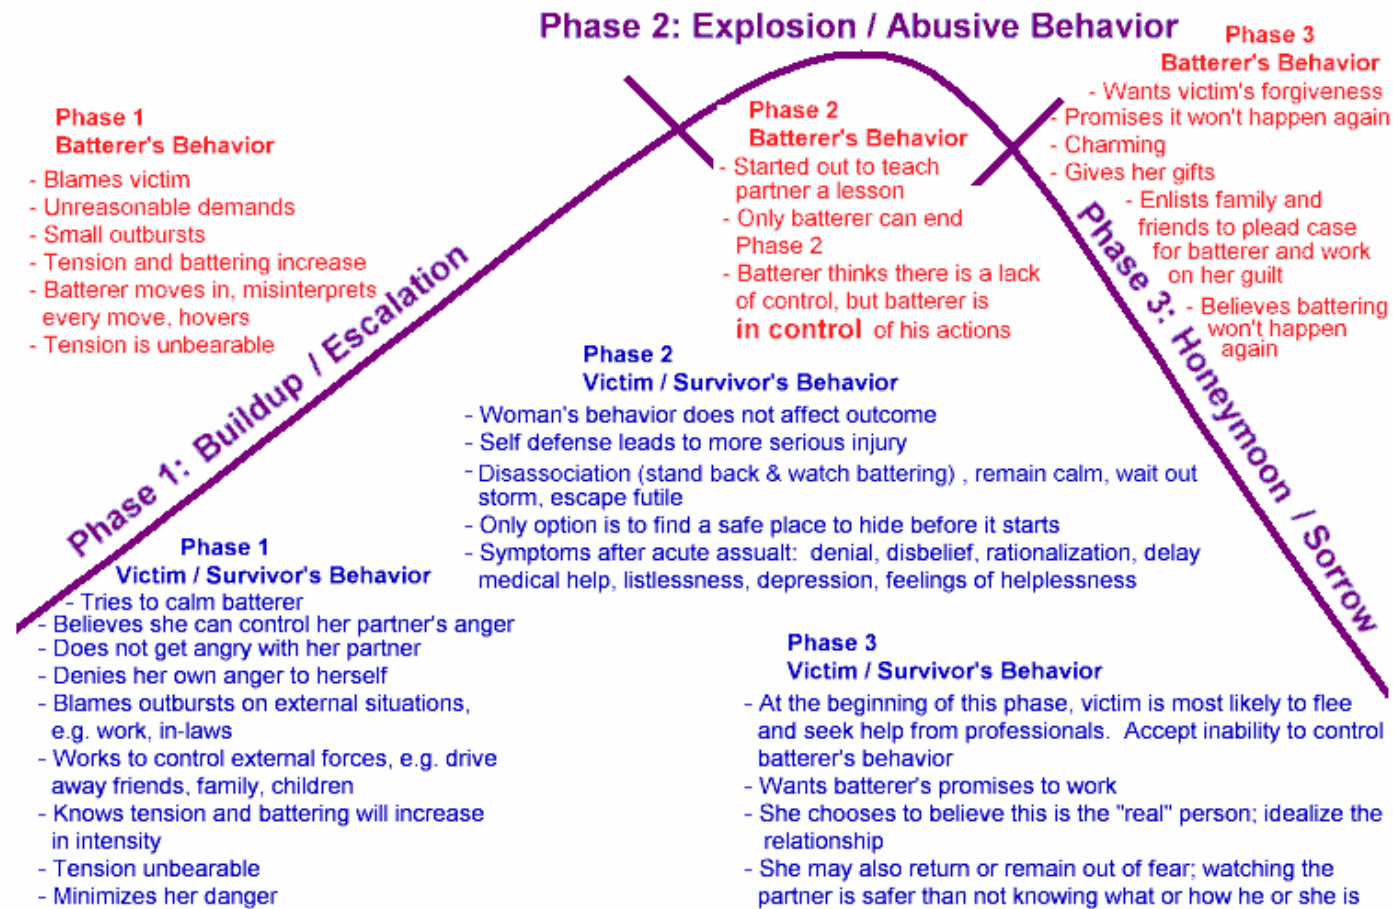 Phase 2: Explosion / Abusive Behavior
Phase 1
Batterer's Behavior
- Blames victim
- Unreasonable demands
- Small outbursts
- Tension and battering increase
- Batterer moves in, misinterprets
every move, hovers
- Tension is unbearable
Phase 2
Batterer's Behavior
- Started out to teach
partner a lesson
- Only batterer can end
Phase 2
- Batterer thinks there is a lack
of control, but batterer is
in control of his actions
Phase 3
Batterer's Behavior
- Wants victim's forgiveness
- Promises it won't happen again
- Charming
- Gives her gifts
- Enlists family and
friends to plead case
for batterer and work
on her guilt
- Believes battering
won't happen
again
Phase 1: Buildup / Escalation
Phase 3: Honeymoon / Sorrow
Phase 2
Victim / Survivor's Behavior
- Woman's behavior does not affect outcome
- Self defense leads to more serious injury
- Disassociation (stand back & watch battering) , remain calm, wait out
storm, escape futile
- Only option is to find a safe place to hide before it starts
- Symptoms after acute assualt: denial, disbelief, rationalization, delay
medical help, listlessness, depression, feelings of helplessness
Phase 1
Victim / Survivor's Behavior
- Tries to calm batterer
- Believes she can control her partner's anger
- Does not get angry with her partner
- Denies her own anger to herself
- Blames outbursts on external situations,
e.g. work, in-laws
- Works to control external forces, e.g. drive
away friends, family, children
- Knows tension and battering will increase
in intensity
- Tension unbearable
- Minimizes her danger
Phase 3
Victim / Survivor's Behavior
- At the beginning of this phase, victim is most likely to flee
and seek help from professionals. Accept inability to control
batterer's behavior
- Wants batterer's promises to work
- She chooses to believe this is the "real" person; idealize the
relationship
- She may also return or remain out of fear; watching the
partner is safer than not knowing what or how he or she is